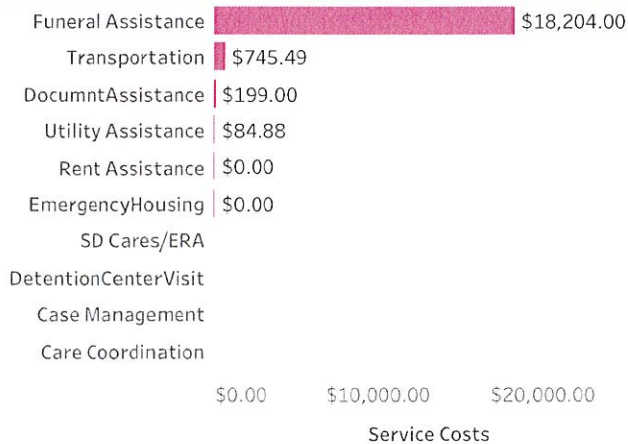 Funeral Assistance $18,204.00
Transportation $745.49
DocumntAssistance $199.00
Utility Assistance $84.88
Rent Assistance $0.00
EmergencyHousing $0.00
SD Cares/ERA
DetentionCenterVisit
Case Management
Care Coordination
$0.00 $10,000.00 $20,000.00
Service Costs